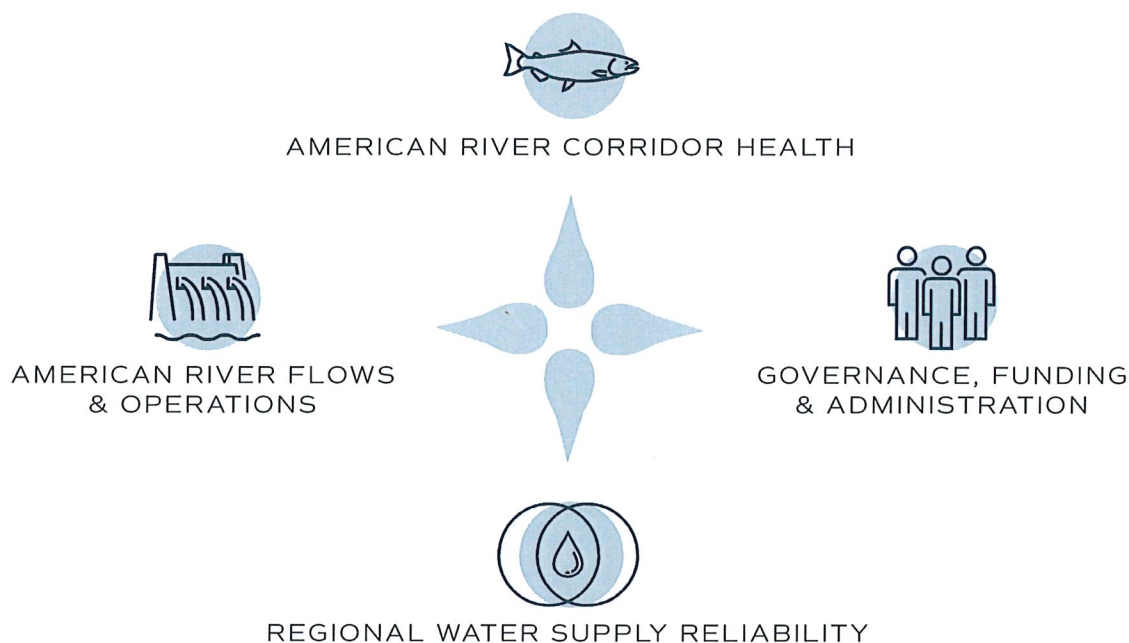 AMERICAN RIVER CORRIDOR HEALTH
AMERICAN RIVER FLOWS
& OPERATIONS
GOVERNANCE, FUNDING
& ADMINISTRATION
REGIONAL WATER SUPPLY RELIABILITY